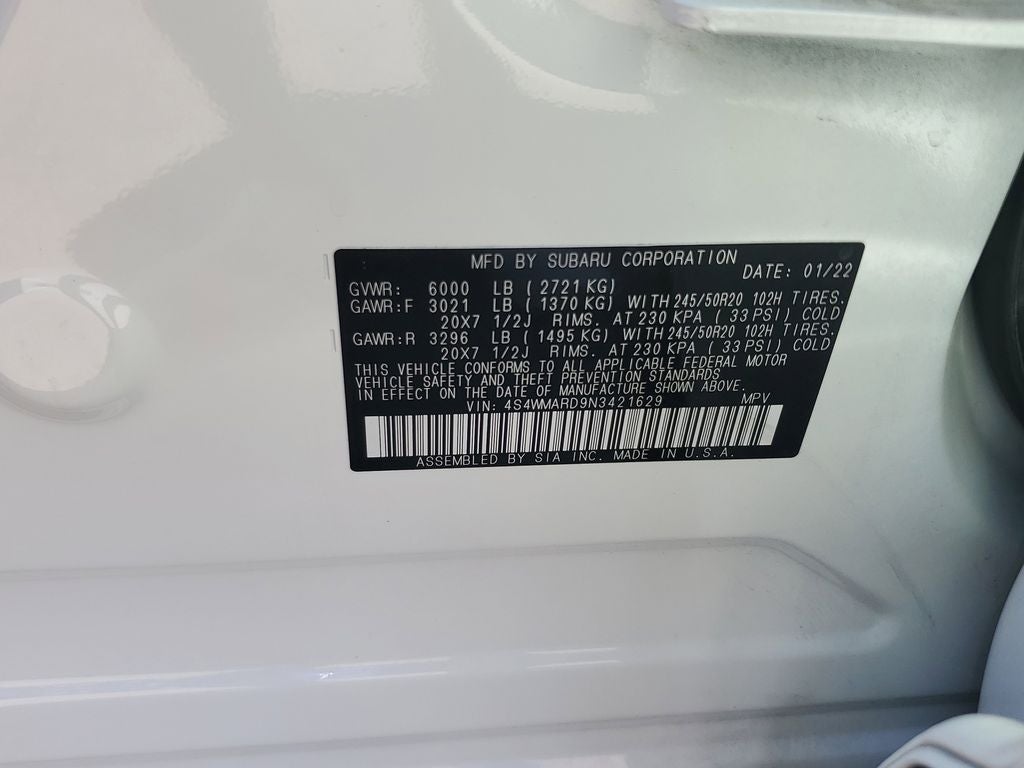 MFD BY SUBARU CORPORATION
DATE: 01/22
GVWR: 6000 LB ( 2721 KG)
GAWR:F 3021 LB ( 1370 KG) WITH 245/50R20 102H TIRES.
20X7 1/2J RIMS. AT 230 KPA ( 33 PSI) COLD
GAWR:R 3296 LB ( 1495 KG) WITH 245/50R20 102H TIRES.
20X7 1/2J RIMS. AT 230 KPA ( 33 PSI) COLD
THIS VEHICLE CONFORMS TO ALL APPLICABLE FEDERAL MOTOR
VEHICLE SAFETY AND THEFT PREVENTION STANDARDS
IN EFFECT ON THE DATE OF MANUFACTURE SHOWN ABOVE.
VIN: 4S4WMARD9N3421629 MPV
ASSEMBLED BY SIA INC. MADE IN U.S.A.